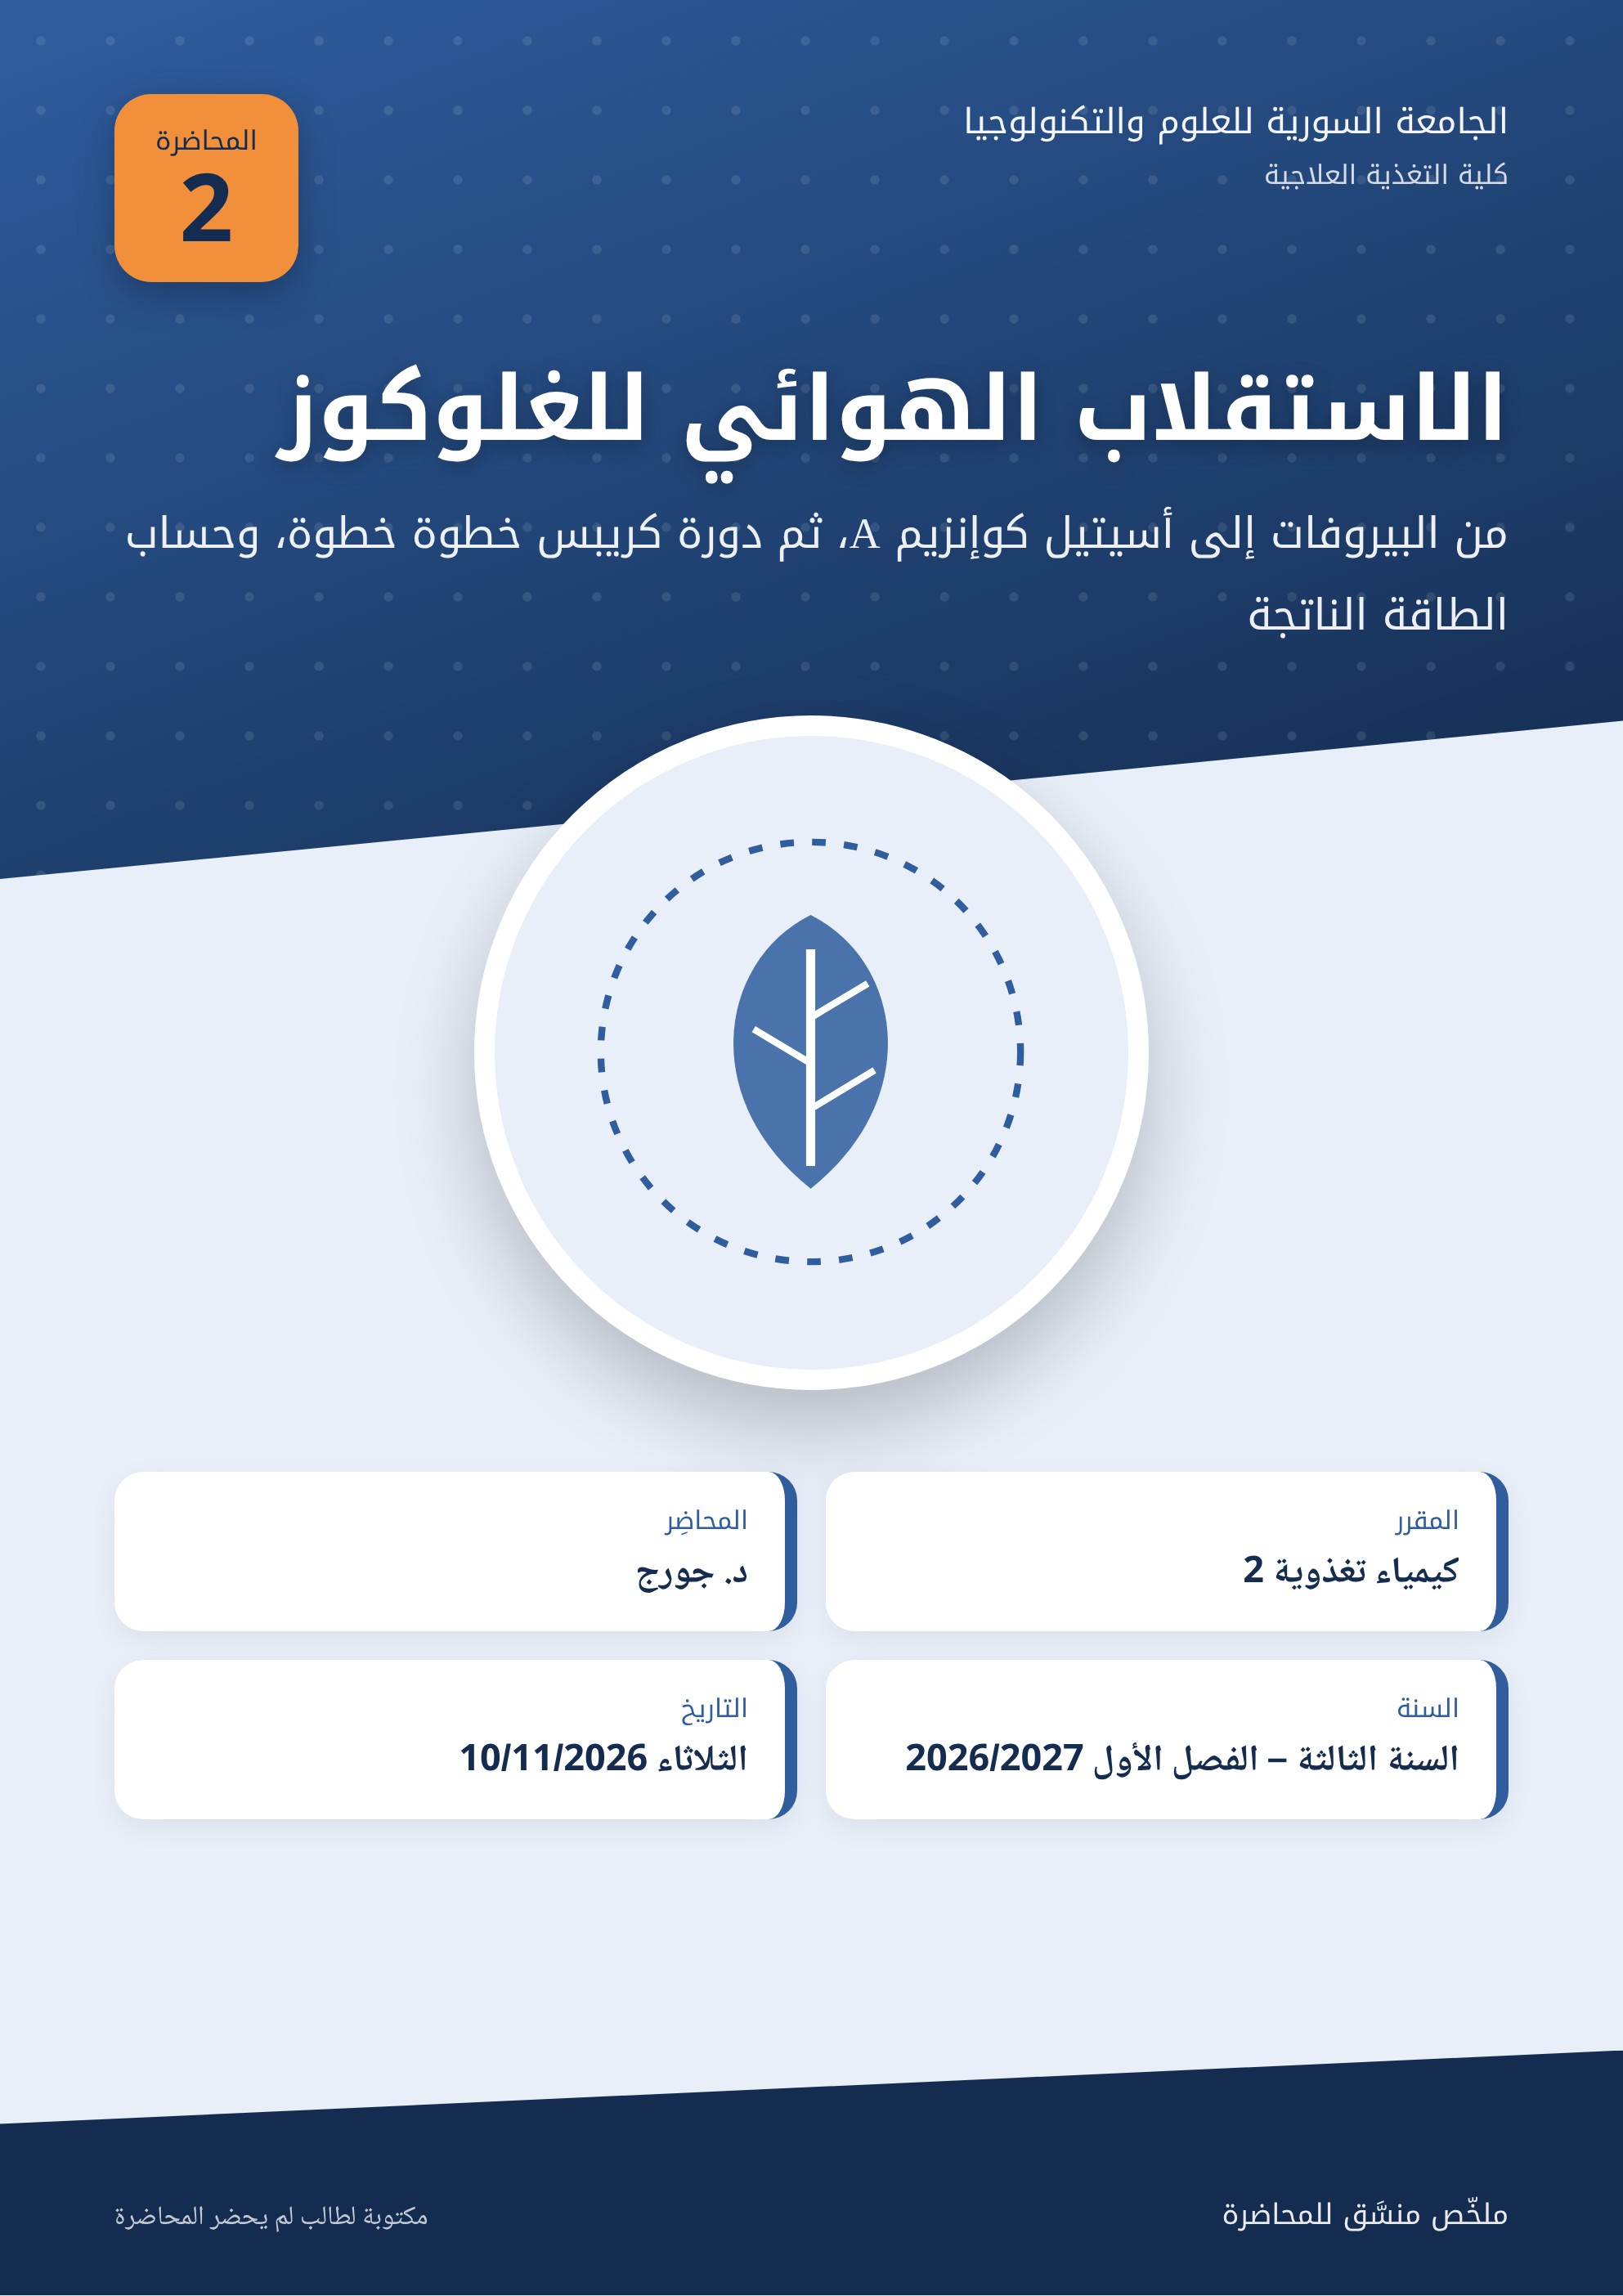 الجامعة السورية للعلوم والتكنولوجيا
كلية التغذية العلاجية
المحاضرة
2
الاستقلاب الهوائي للغلوكوز
من البيروفات إلى أسيتيل كوإنزيم A، ثم دورة كريبس خطوة خطوة، وحساب
الطاقة الناتجة
المقرر
كيمياء تغذوية 2
المحاضِر
د. جورج
السنة
السنة الثالثة – الفصل الأول 2026/2027
التاريخ
الثلاثاء 10/11/2026
ملخّص منسَّق للمحاضرة
مكتوبة لطالب لم يحضر المحاضرة